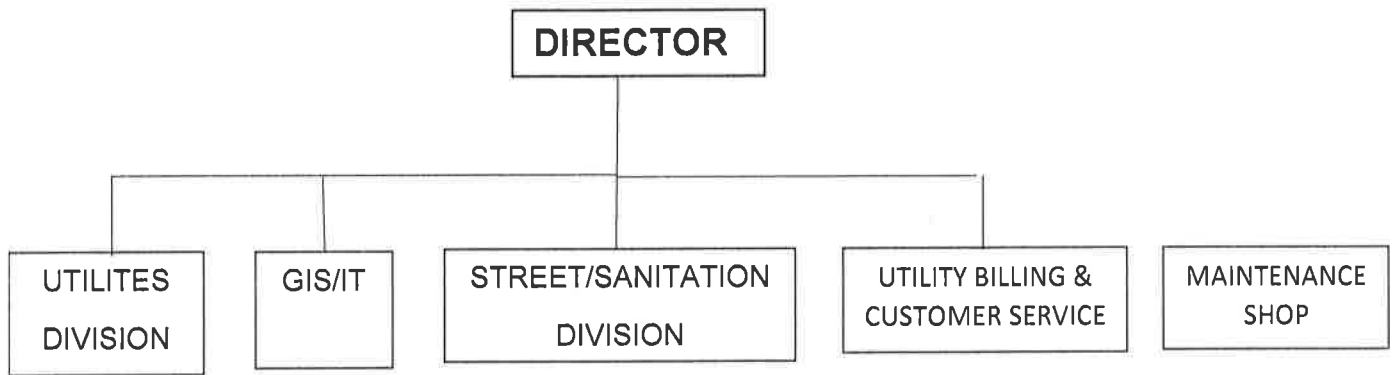 DIRECTOR
UTILITES
DIVISION
GIS/IT
STREET/SANITATION
DIVISION
UTILITY BILLING &
CUSTOMER SERVICE
MAINTENANCE
SHOP